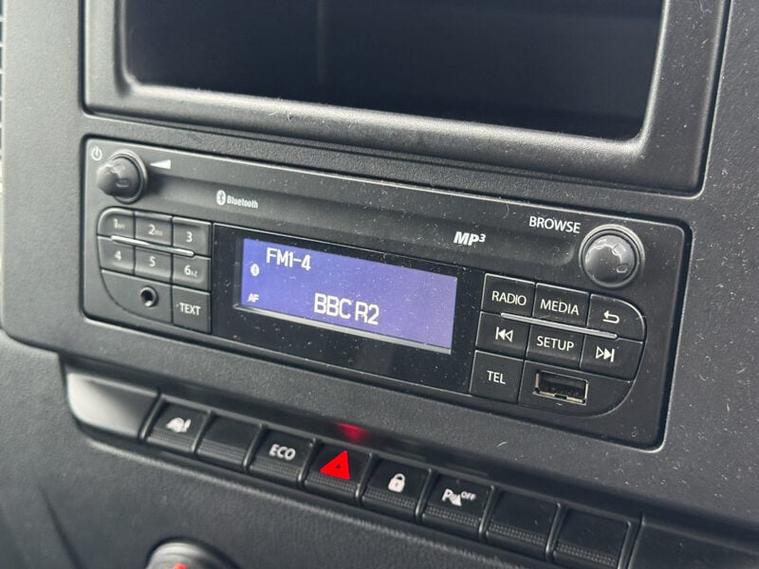 Bluetooth
MP3
BROWSE
1
2
3
4
5
6
TEXT
FM1-4
AF
BBC R2
RADIO
MEDIA
SETUP
TEL
ECO
P OFF